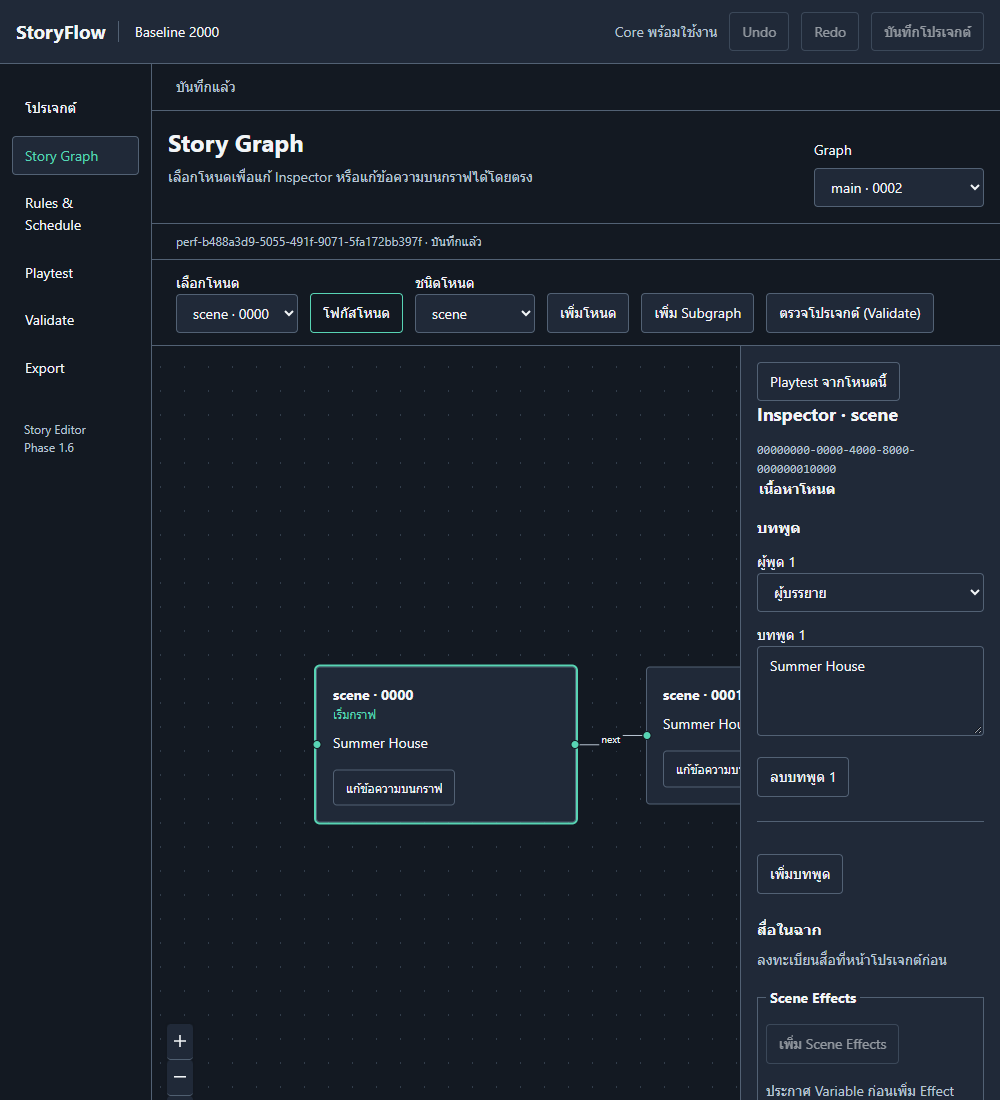 StoryFlow
Baseline 2000
Core พร้อมใช้งาน
Undo
Redo
บันทึกโปรเจกต์
โปรเจกต์
Story Graph
Rules &
Schedule
Playtest
Validate
Export
Story Editor
Phase 1.6
บันทึกแล้ว
Story Graph
เลือกโหนดเพื่อแก้ Inspector หรือแก้ข้อความบนกราฟได้โดยตรง
Graph
main · 0002
perf-b488a3d9-5055-491f-9071-5fa172bb397f · บันทึกแล้ว
เลือกโหนด
scene · 0000
โฟกัสโหนด
ชนิดโหนด
scene
เพิ่มโหนด
เพิ่ม Subgraph
ตรวจโปรเจกต์ (Validate)
scene · 0000
เริ่มกราฟ
Summer House
แก้ข้อความบนกราฟ
next
scene · 0001
Summer Hou
แก้ข้อความบน
+
−
Playtest จากโหนดนี้
Inspector · scene
00000000-0000-4000-8000-
000000010000
เนื้อหาโหนด
บทพูด
ผู้พูด 1
ผู้บรรยาย
บทพูด 1
Summer House
ลบบทพูด 1
เพิ่มบทพูด
สื่อในฉาก
ลงทะเบียนสื่อที่หน้าโปรเจกต์ก่อน
Scene Effects
เพิ่ม Scene Effects
ประกาศ Variable ก่อนเพิ่ม Effect